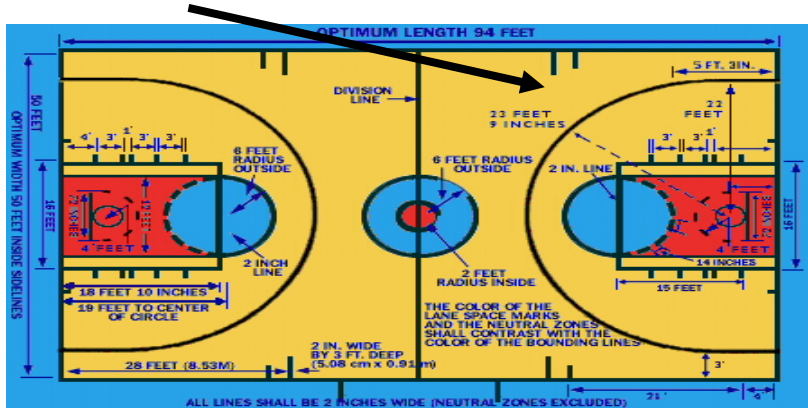 OPTIMUM LENGTH 94 FEET
5 FT. 3IN.
DIVISION
LINE
50 FEET
OPTIMUM WIDTH 50 FEET INSIDE SIDELINES
23 FEET
9 INCHES
22
FEET
4' 3' 1' 3' 3'
3' 3' 1'
6 FEET
RADIUS
OUTSIDE
6 FEET RADIUS
OUTSIDE
2 IN. LINE
16 FEET
12 FEET
4 FEET
16 FEET
4 FEET
2 INCH
LINE
14 INCHES
2 FEET
RADIUS INSIDE
15 FEET
18 FEET 10 INCHES
19 FEET TO CENTER
OF CIRCLE
THE COLOR OF THE
LANE SPACE MARKS
AND THE NEUTRAL ZONES
SHALL CONTRAST WITH THE
COLOR OF THE BOUNDING LINES
2 IN. WIDE
BY 3 FT. DEEP
(5.08 cm x 0.91 m)
28 FEET (8.53M)
3'
4'
ALL LINES SHALL BE 2 INCHES WIDE (NEUTRAL ZONES EXCLUDED)